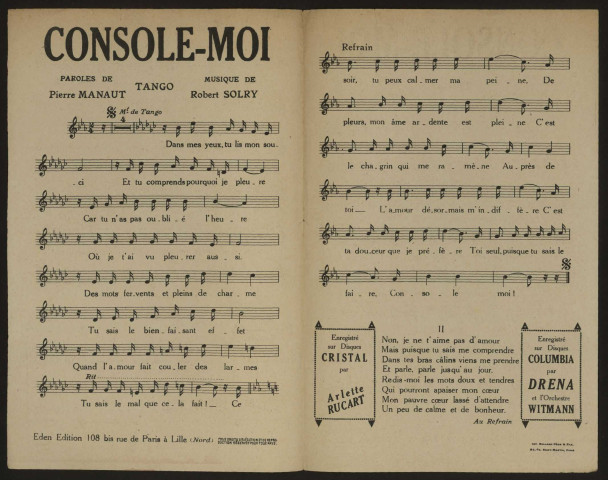 CONSOLE-MOI
PAROLES DE
Pierre MANAUT
TANGO
MUSIQUE DE
Robert SOLRY
Mt de Tango
4
Dans mes yeux, tu lis mon sou.
. ci Et tu comprends pourquoi je pleu . re
Car tu n'as pas ou . bli . é l'heu . re
Où je t'ai vu pleu . rer aus . si.
Des mots fer . vents et pleins de char . me
Tu sais le bien . fai . sant ef . fet
Quand l'a . mour fait cou . ler des lar . mes
Rit
Tu sais le mal que ce . la fait! _ Ce
Eden Edition 108 bis rue de Paris à Lille (Nord)
Refrain
soir, tu peux cal . mer ma pei . ne, De
pleurs, mon âme ar . dente est plei . ne C'est
le cha . grin qui me ra . mè . ne Au . près de
toi _ L'a . mour dé . sor . mais m'in . dif . fè . re C'est
ta dou . ceur que je pré . fè . re Toi seul, puisque tu sais le
fai . re, Con . so . le moi!
Enregistré
sur Disques
CRISTAL
par
Arlette
RUCART
II
Non, je ne t'aime pas d'amour
Mais puisque tu sais me comprendre
Dans tes bras câlins viens me prendre
Et parle, parle jusqu'au jour.
Redis-moi les mots doux et tendres
Qui pourront apaiser mon cœur
Mon pauvre cœur lassé d'attendre
Un peu de calme et de bonheur.
Au Refrain
Enregistré
sur Disques
COLUMBIA
par
DRENA
et l'Orchestre
WITMANN